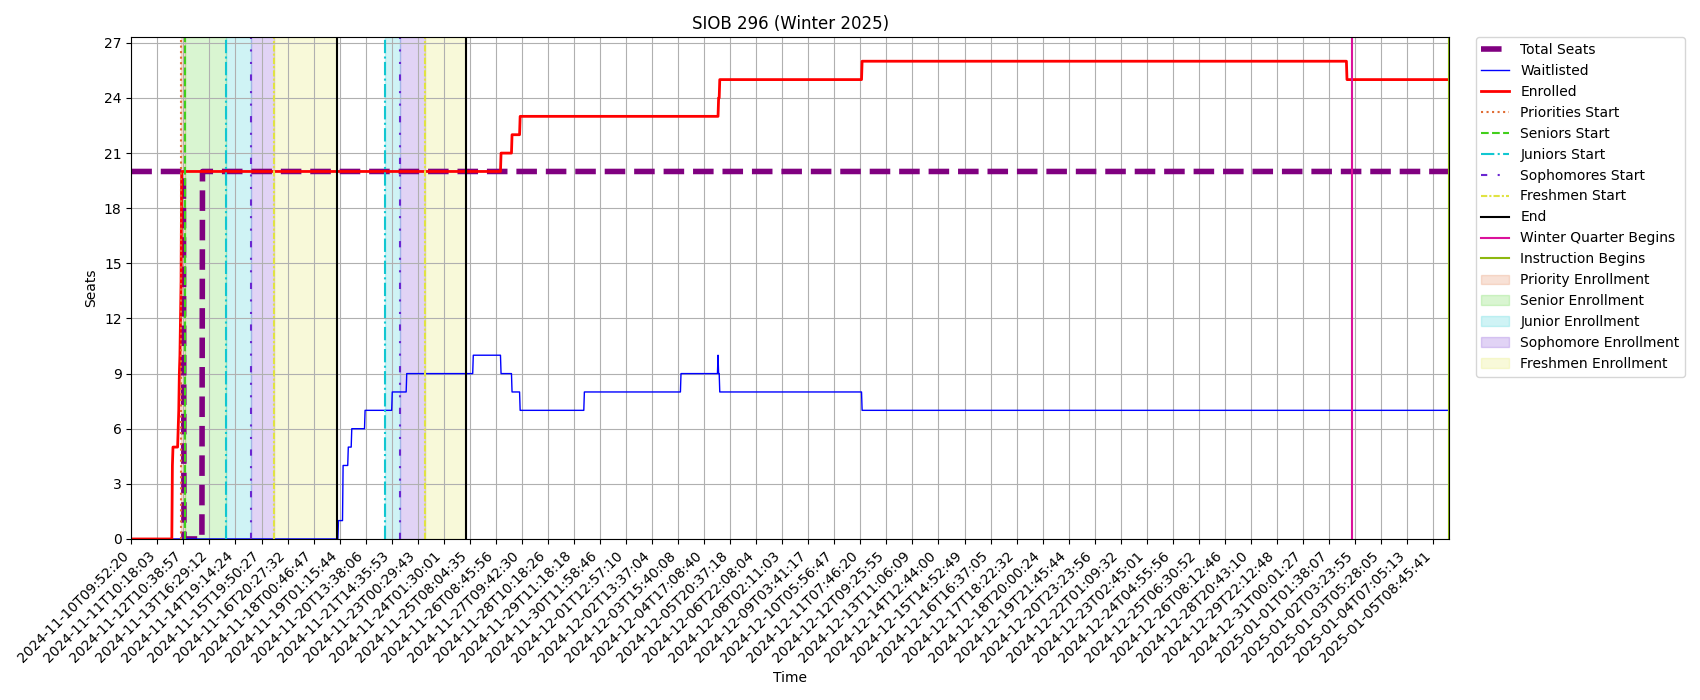 SIOB 296 (Winter 2025)
27
24
21
18
15
12
9
6
3
0
Seats
2024-11-10T09:52:20
2024-11-11T10:18:03
2024-11-12T10:38:57
2024-11-13T16:29:12
2024-11-14T19:14:24
2024-11-15T19:50:27
2024-11-16T20:27:32
2024-11-18T00:46:47
2024-11-19T01:15:44
2024-11-20T13:38:06
2024-11-21T14:35:53
2024-11-23T00:29:43
2024-11-24T01:30:01
2024-11-25T08:04:35
2024-11-26T08:45:56
2024-11-27T09:42:30
2024-11-28T10:18:26
2024-11-29T11:18:18
2024-11-30T11:58:46
2024-12-01T12:57:10
2024-12-02T13:37:04
2024-12-03T15:40:08
2024-12-04T17:08:40
2024-12-05T20:37:18
2024-12-06T22:08:04
2024-12-08T02:11:03
2024-12-09T03:41:17
2024-12-10T05:56:47
2024-12-11T07:46:20
2024-12-12T09:25:55
2024-12-13T11:06:09
2024-12-14T12:44:00
2024-12-15T14:52:49
2024-12-16T16:37:05
2024-12-17T18:22:32
2024-12-18T20:00:24
2024-12-19T21:45:44
2024-12-20T23:23:56
2024-12-22T01:09:32
2024-12-23T02:45:01
2024-12-24T04:55:56
2024-12-25T06:30:52
2024-12-26T08:12:46
2024-12-28T20:43:10
2024-12-29T22:12:48
2024-12-31T00:01:27
2025-01-01T01:38:07
2025-01-02T03:23:55
2025-01-03T05:28:05
2025-01-04T07:05:13
2025-01-05T08:45:41
Time
Total Seats
Waitlisted
Enrolled
Priorities Start
Seniors Start
Juniors Start
Sophomores Start
Freshmen Start
End
Winter Quarter Begins
Instruction Begins
Priority Enrollment
Senior Enrollment
Junior Enrollment
Sophomore Enrollment
Freshmen Enrollment